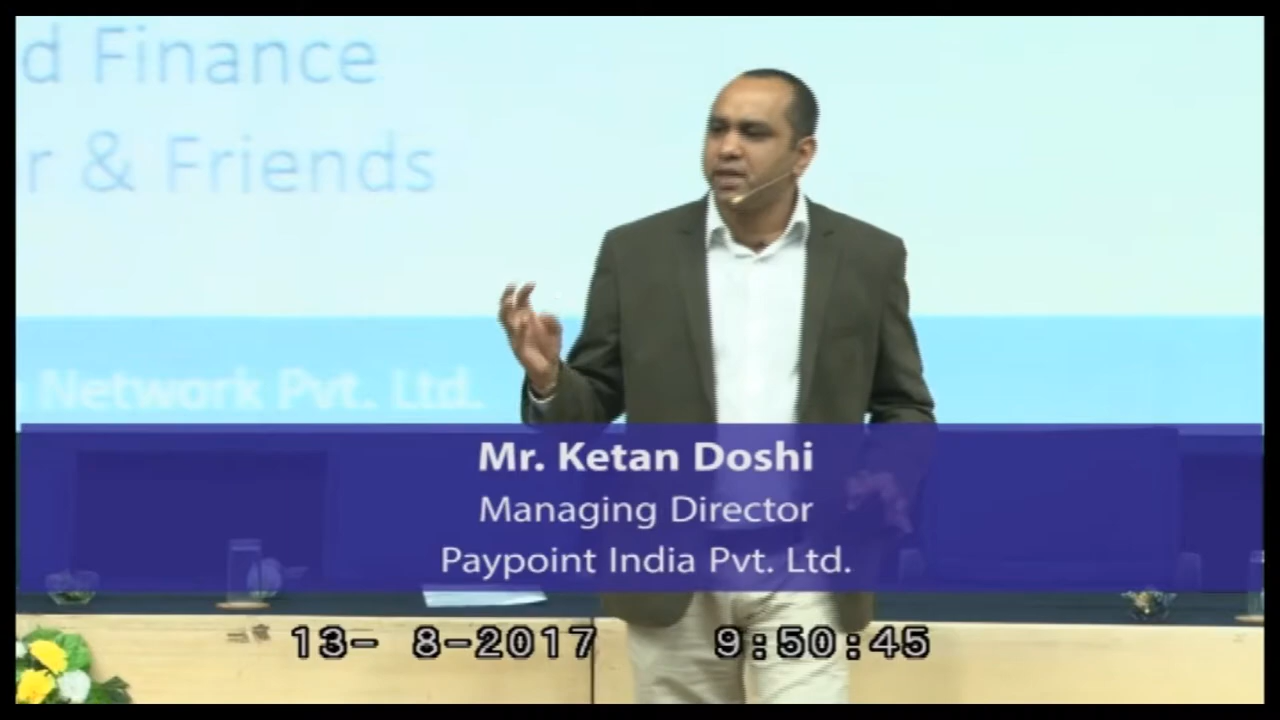 d Finance
r & Friends
Network Pvt. Ltd.
Mr. Ketan Doshi
Managing Director
Paypoint India Pvt. Ltd.
13- 8-2017 9:50:45